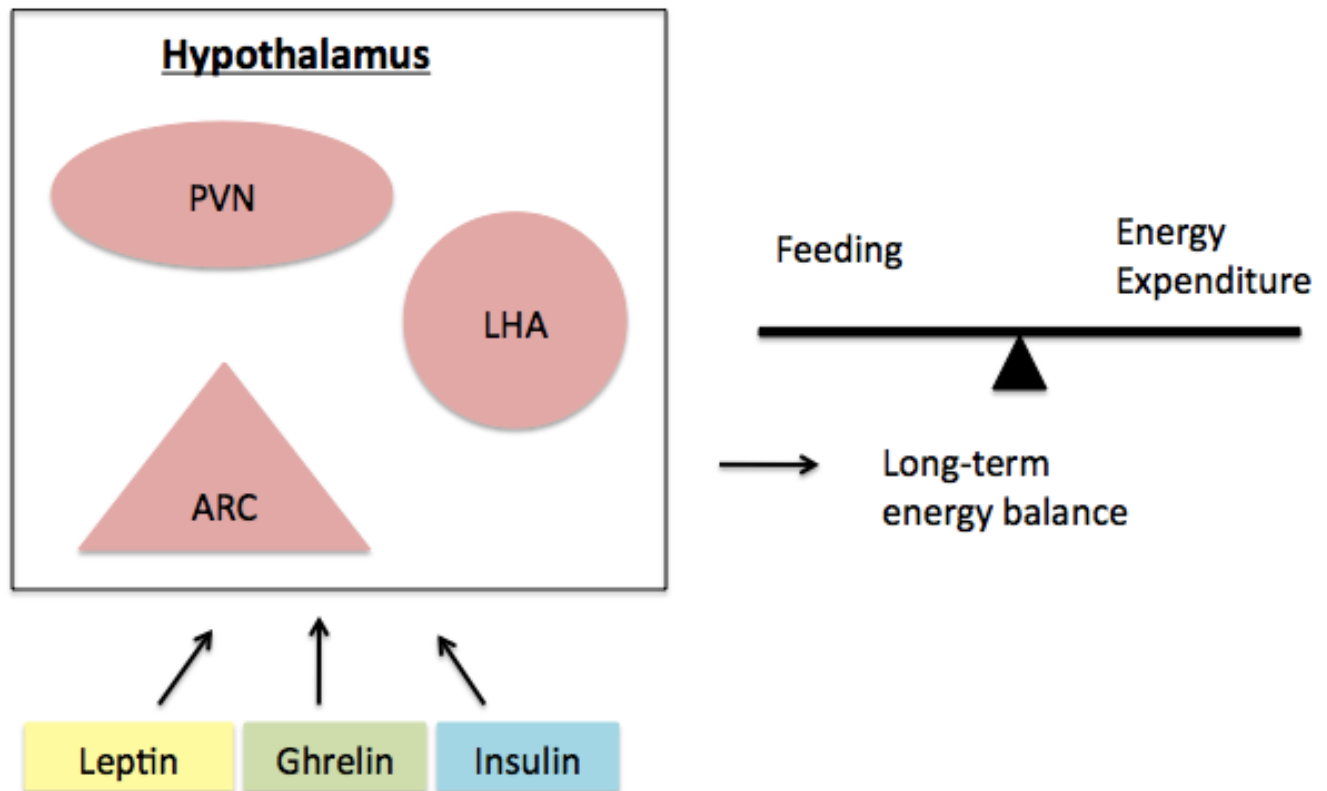 Hypothalamus
PVN
LHA
ARC
Leptin
Ghrelin
Insulin
Feeding
Energy
Expenditure
Long-term
energy balance